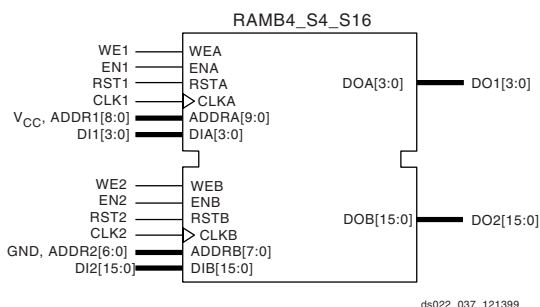 RAMB4_S4_S16
WE1 WEA
EN1 ENA
RST1 RSTA DOA[3:0] DO1[3:0]
CLK1 CLKA
VCC, ADDR1[8:0] ADDRA[9:0]
DI1[3:0] DIA[3:0]
WE2 WEB
EN2 ENB
RST2 RSTB DOB[15:0] DO2[15:0]
CLK2 CLKB
GND, ADDR2[6:0] ADDRB[7:0]
DI2[15:0] DIB[15:0]
ds022_037_121399